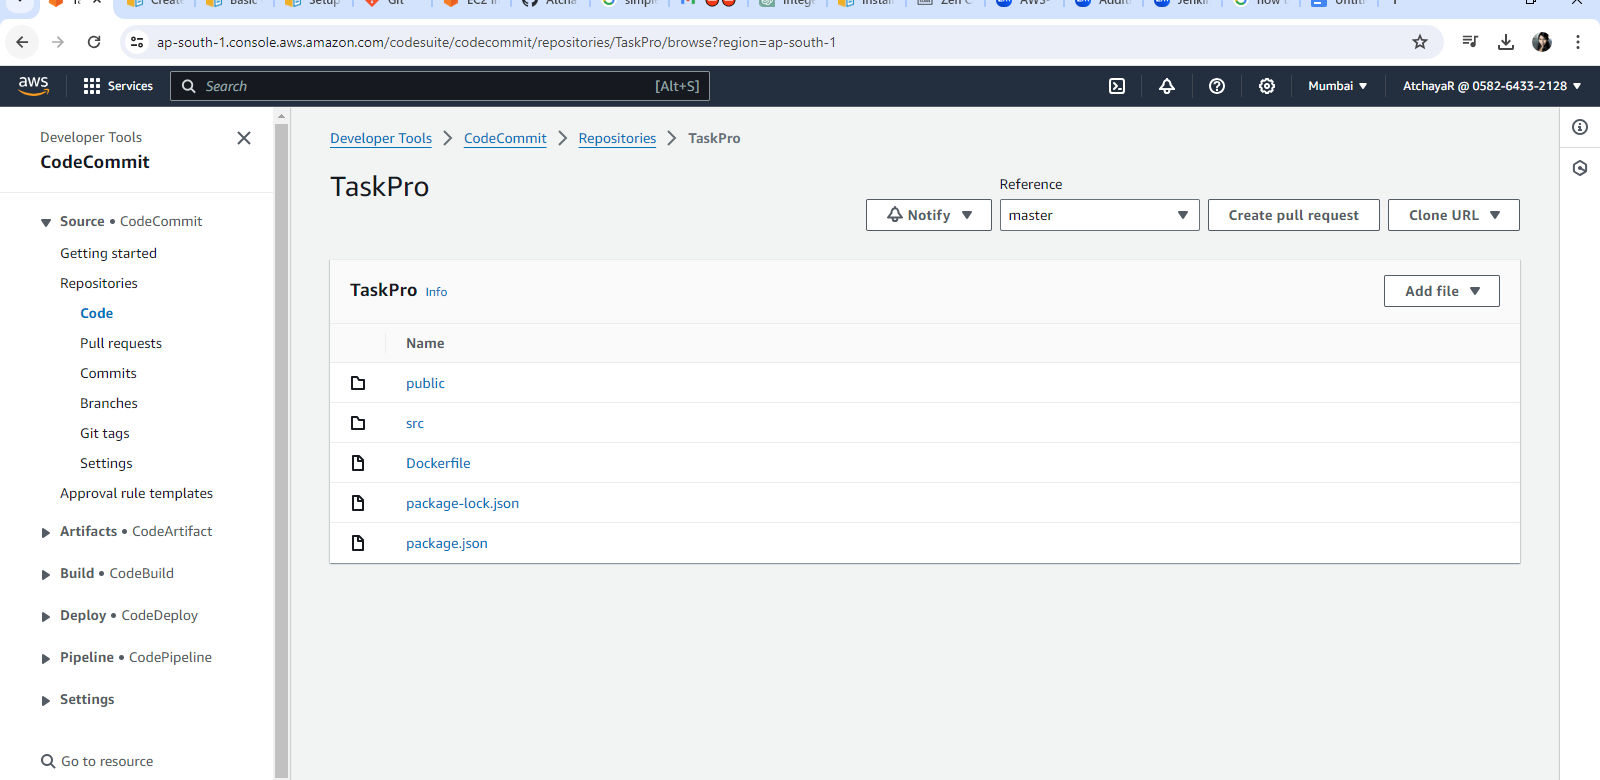 ap-south-1.console.aws.amazon.com/codesuite/codecommit/repositories/TaskPro/browse?region=ap-south-1
aws
Services
Search
[Alt+S]
Mumbai
AtchayaR @ 0582-6433-2128
Developer Tools
CodeCommit
Source • CodeCommit
Getting started
Repositories
Code
Pull requests
Commits
Branches
Git tags
Settings
Approval rule templates
Artifacts • CodeArtifact
Build • CodeBuild
Deploy • CodeDeploy
Pipeline • CodePipeline
Settings
Go to resource
Developer Tools
CodeCommit
Repositories
TaskPro
TaskPro
Reference
Notify
master
Create pull request
Clone URL
TaskPro Info
Add file
Name
public
src
Dockerfile
package-lock.json
package.json